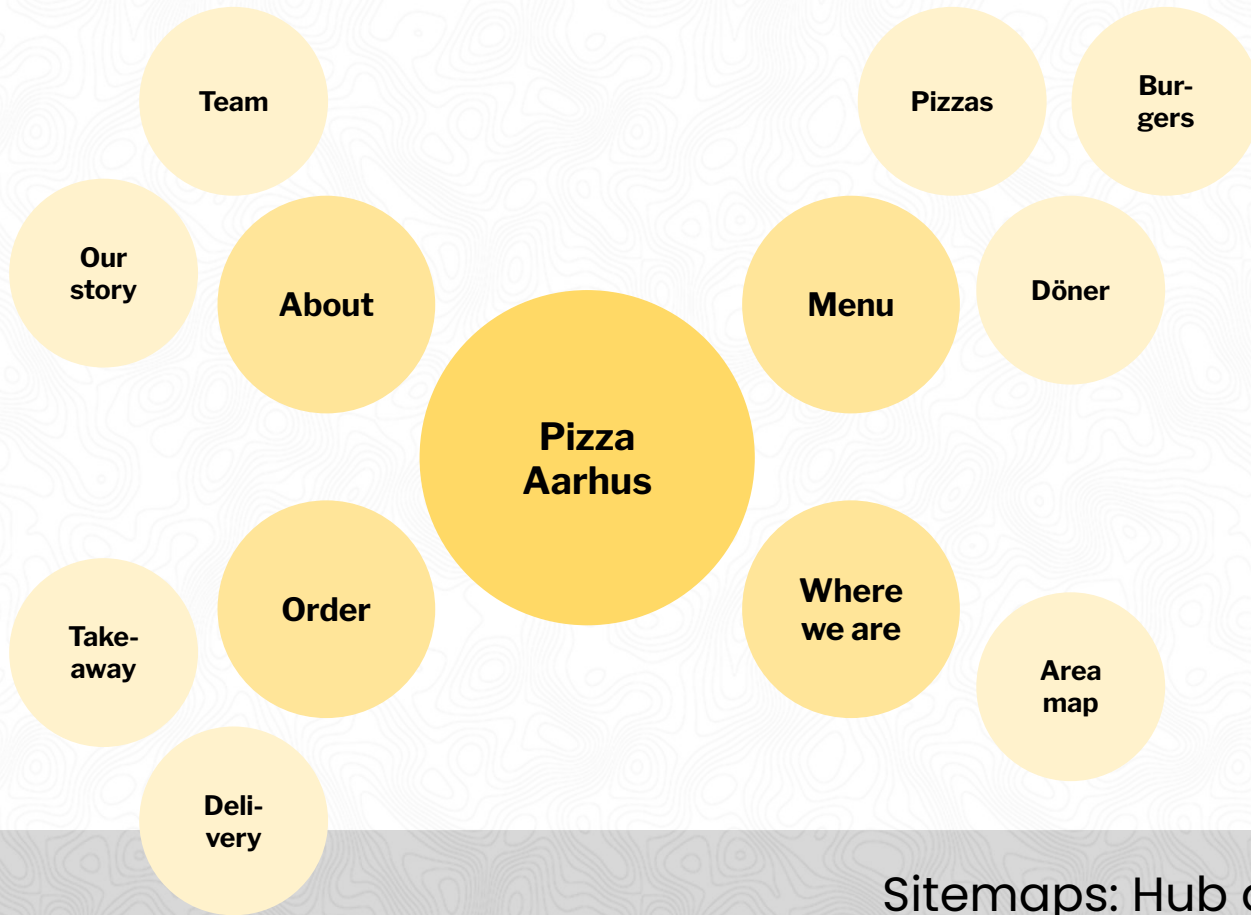 Team
Pizzas
Bur-
gers
Our
story
About
Menu
Döner
Pizza
Aarhus
Order
Where
we are
Take-
away
Area
map
Deli-
very
Sitemaps: Hub